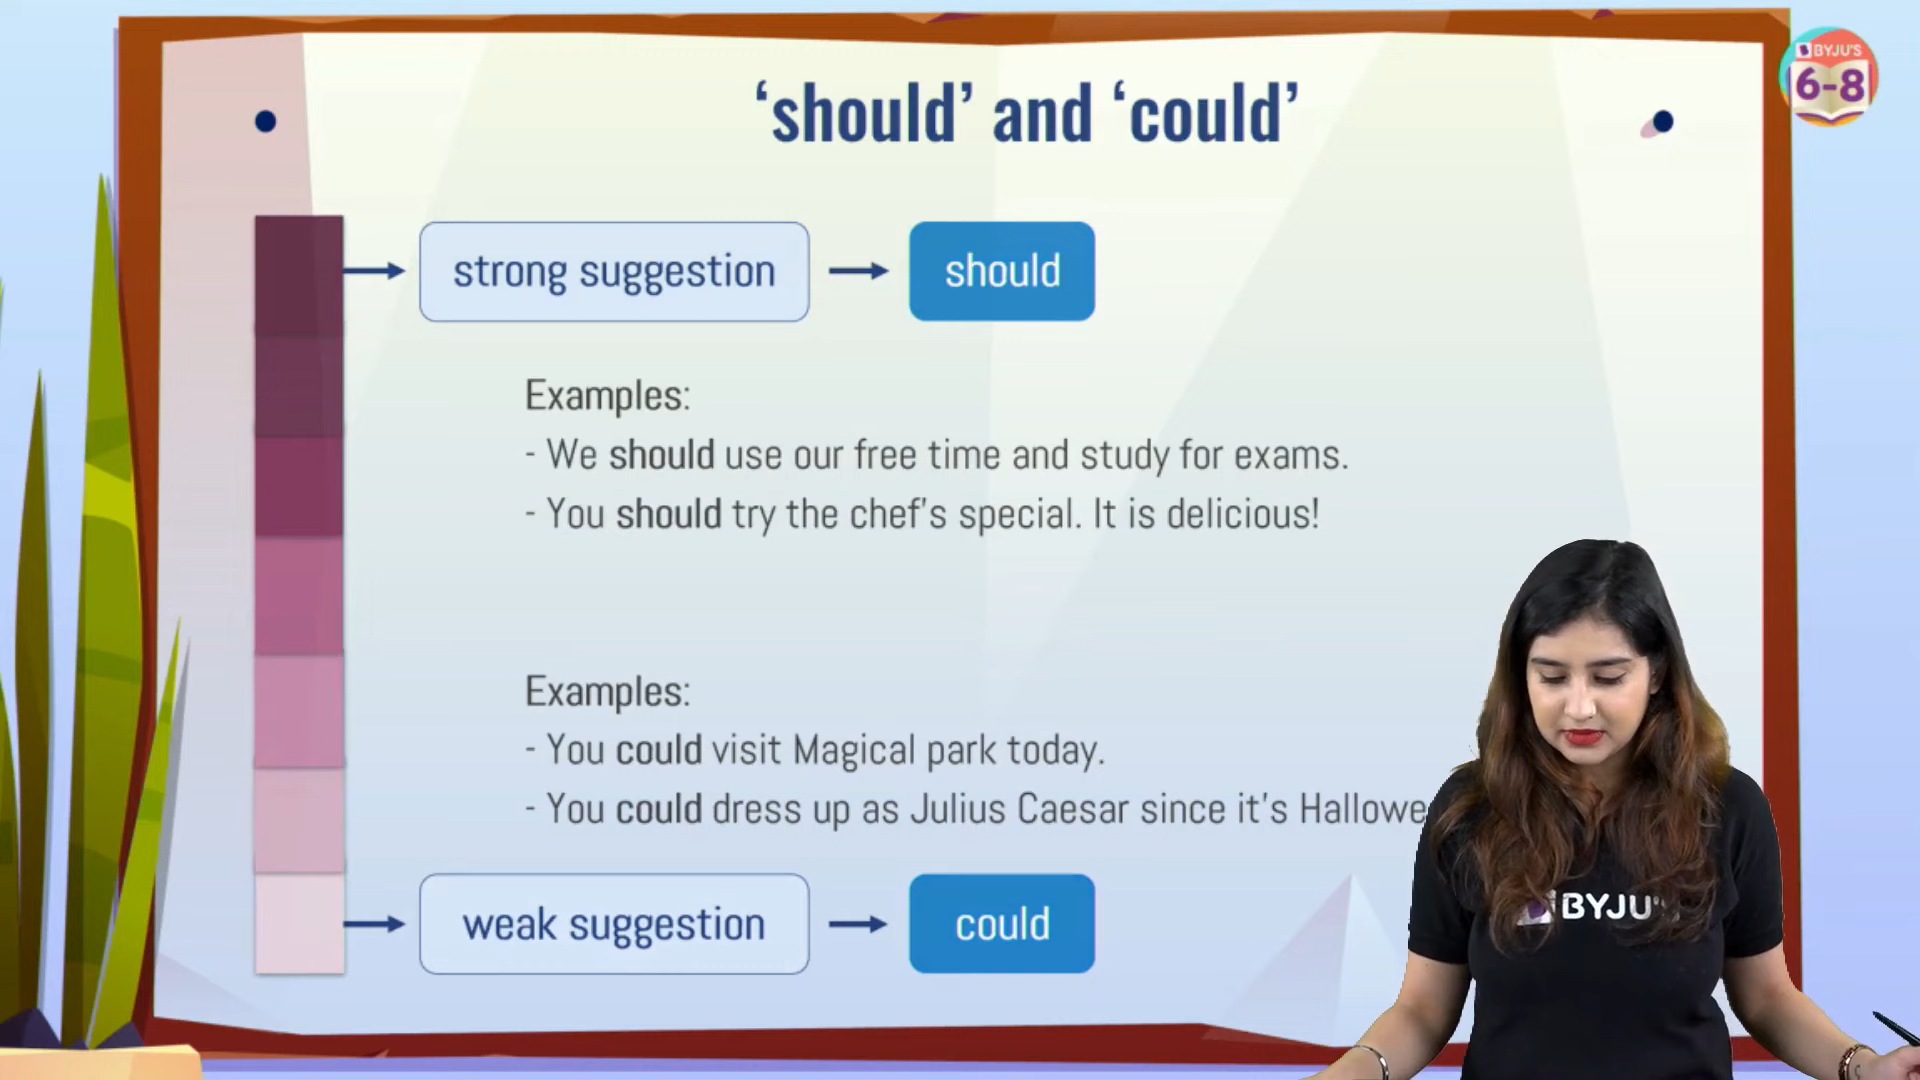 'should' and 'could'
BYJU'S
6-8
strong suggestion
should
Examples:
- We should use our free time and study for exams.
- You should try the chef's special. It is delicious!
Examples:
- You could visit Magical park today.
- You could dress up as Julius Caesar since it's
weak suggestion
could
BYJU'S